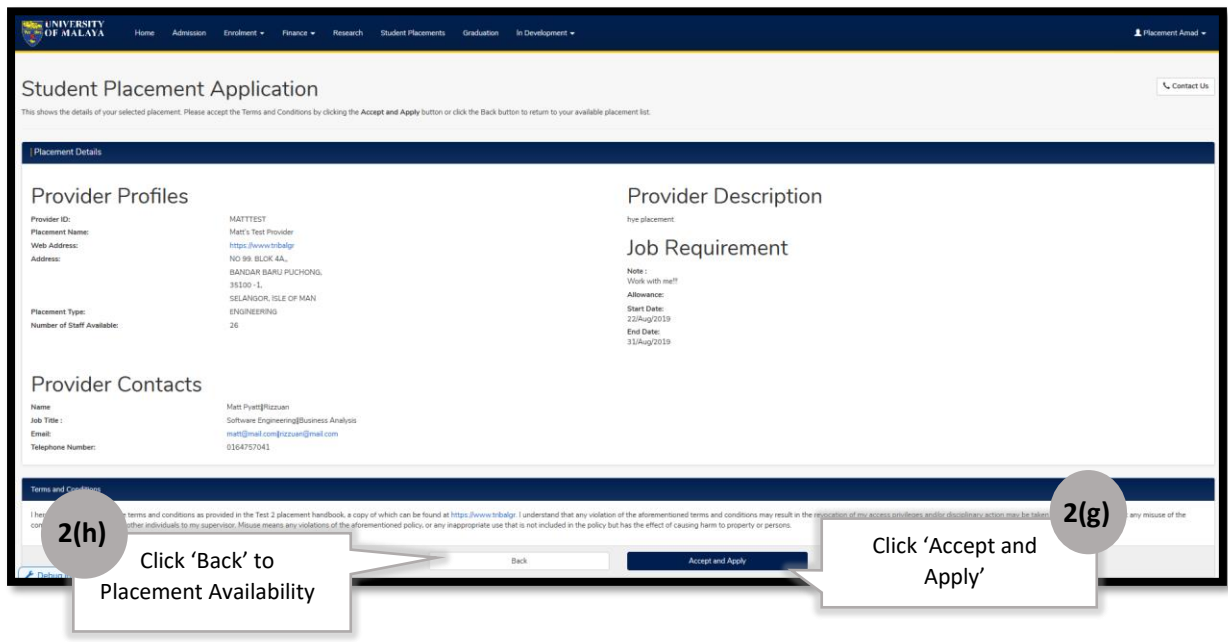 UNIVERSITY
OF MALAYA
Home Admission Enrolment Finance Research Student Placements Graduation In Development Placement Amad
Student Placement Application
Contact Us
This shows the details of your selected placement. Please accept the Terms and Conditions by clicking the Accept and Apply button or click the Back button to return to your available placement list.
Placement Details
Provider Profiles
Provider ID: MATTTEST
Placement Name: Matt's Test Provider
Web Address: https://www.tribalgr
Address: NO 99. BLOK 4A.,
BANDAR BARU PUCHONG,
35100 -1,
SELANGOR, ISLE OF MAN
Placement Type: ENGINEERING
Number of Staff Available: 26
Provider Description
hye placement
Job Requirement
Note :
Work with me!!!
Allowance:
Start Date:
22/Aug/2019
End Date:
31/Aug/2019
Provider Contacts
Name Matt Pyatt||Rizzuan
Job Title : Software Engineering||Business Analysis
Email: matt@mail.com||rizzuan@mail.com
Telephone Number: 0164757041
Terms and Conditions
terms and conditions as provided in the Test 2 placement handbook, a copy of which can be found at https://www.tribalgr. I understand that any violation of the aforementioned terms and conditions may result in the revocation of my access privileges and/or disciplinary action may be taken any misuse of the
other individuals to my supervisor. Misuse means any violations of the aforementioned policy, or any inappropriate use that is not included in the policy but has the effect of causing harm to property or persons.
2(h)
Click ‘Back’ to
Placement Availability
Back
Accept and Apply
2(g)
Click ‘Accept and
Apply’
Debug